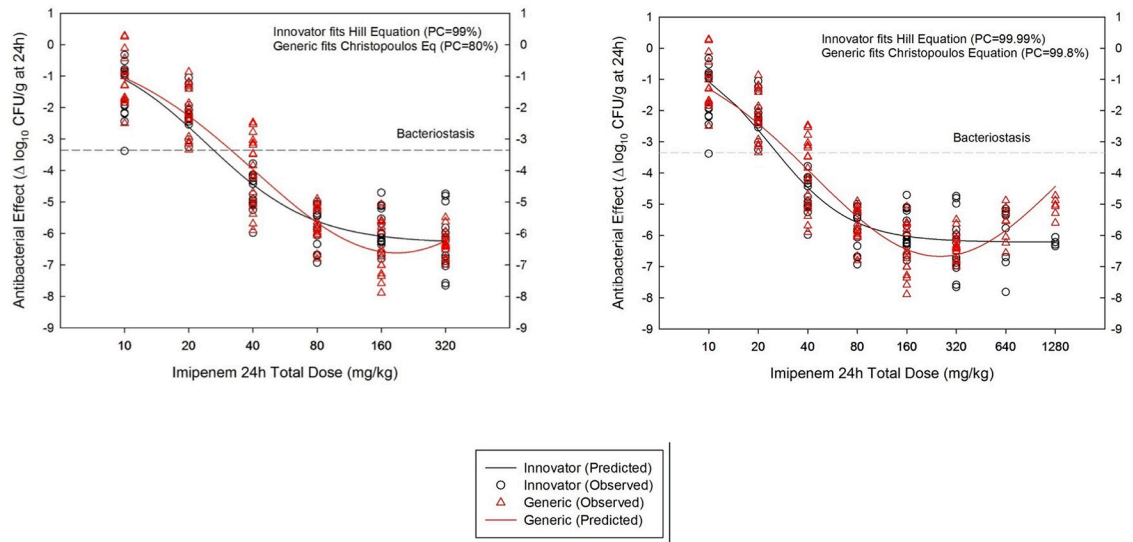 Innovator fits Hill Equation (PC=99%)
Generic fits Christopoulos Eq (PC=80%)
Bacteriostasis
Antibacterial Effect (Δ log10 CFU/g at 24h)
1 1
0 0
-1 -1
-2 -2
-3 -3
-4 -4
-5 -5
-6 -6
-7 -7
-8 -8
-9 -9
10 20 40 80 160 320
Imipenem 24h Total Dose (mg/kg)
Innovator fits Hill Equation (PC=99.99%)
Generic fits Christopoulos Equation (PC=99.8%)
Bacteriostasis
Antibacterial Effect (Δ log10 CFU/g at 24h)
1 1
0 0
-1 -1
-2 -2
-3 -3
-4 -4
-5 -5
-6 -6
-7 -7
-8 -8
-9 -9
10 20 40 80 160 320 640 1280
Imipenem 24h Total Dose (mg/kg)
Innovator (Predicted)
Innovator (Observed)
Generic (Observed)
Generic (Predicted)